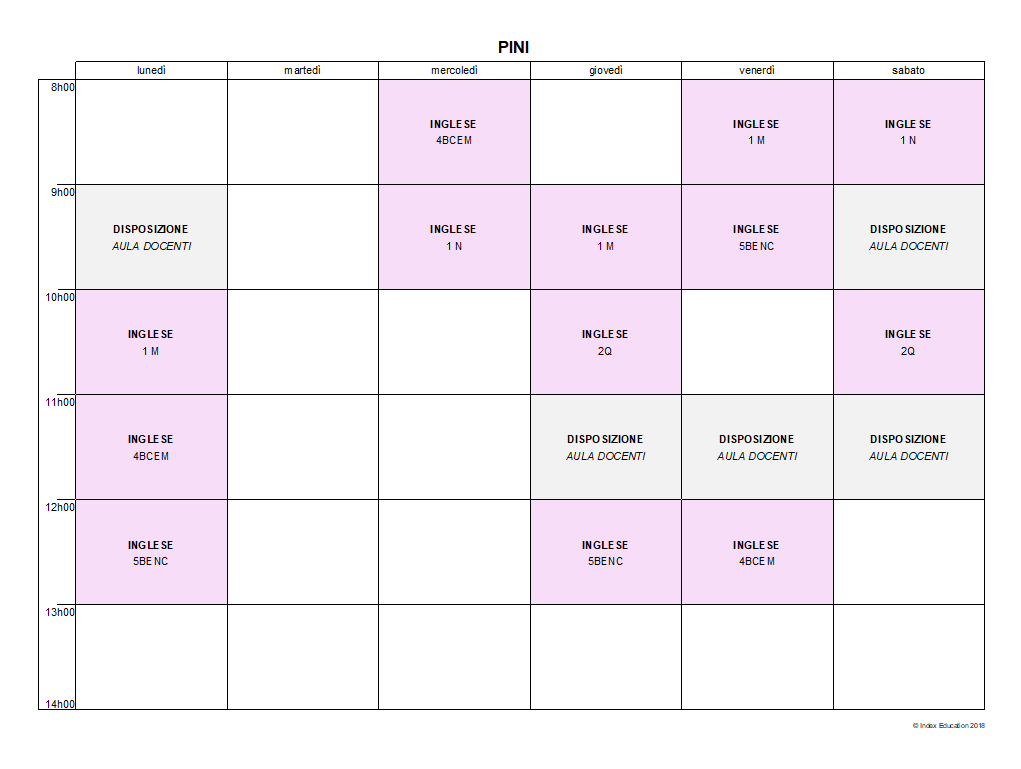 PINI
lunedì martedì mercoledì giovedì venerdì sabato
8h00
INGLESE INGLESE INGLESE
4BCEM 1 M 1 N
9h00
DISPOSIZIONE INGLESE INGLESE INGLESE DISPOSIZIONE
AULA DOCENTI 1 N 1 M 5BENC AULA DOCENTI
10h00
INGLESE INGLESE INGLESE
1 M 2Q 2Q
11h00
INGLESE DISPOSIZIONE DISPOSIZIONE DISPOSIZIONE
4BCEM AULA DOCENTI AULA DOCENTI AULA DOCENTI
12h00
INGLESE INGLESE INGLESE
5BENC 5BENC 4BCEM
13h00
14h00
© Index Education 2018